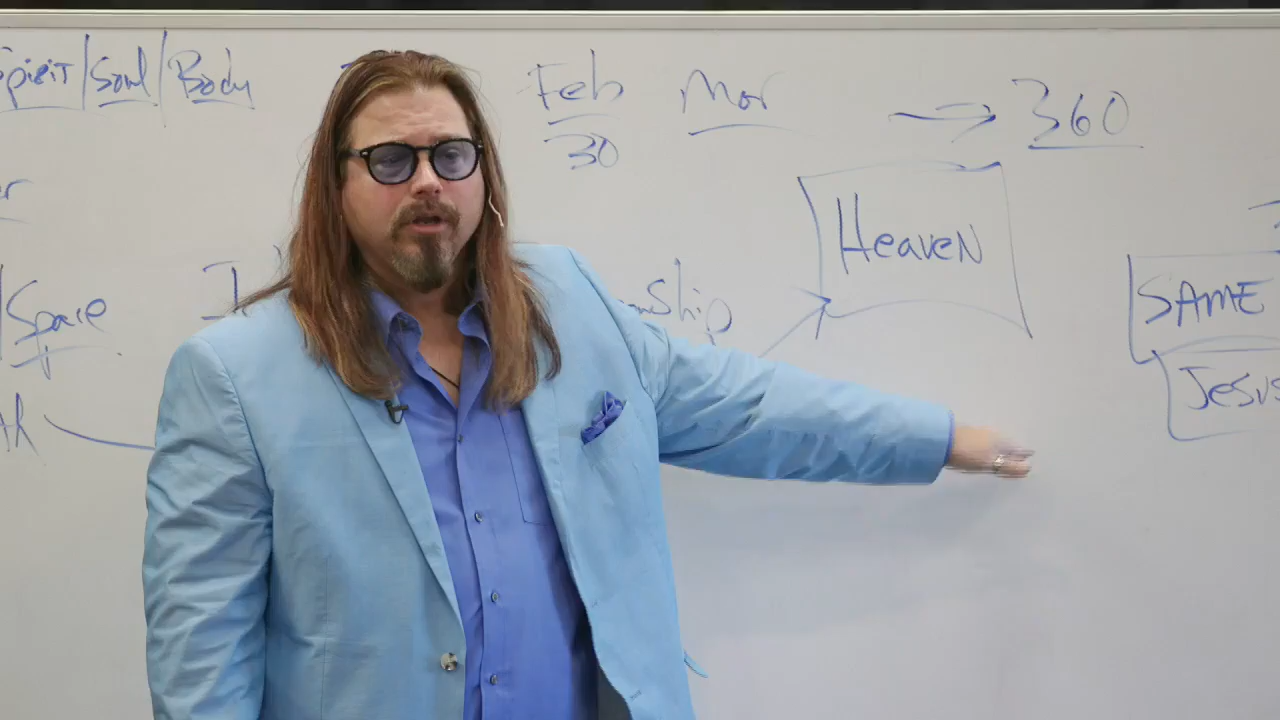 Spirit | Soul | Body
Feb Mar → 360
30
Heaven
Space
SAME
Jesus